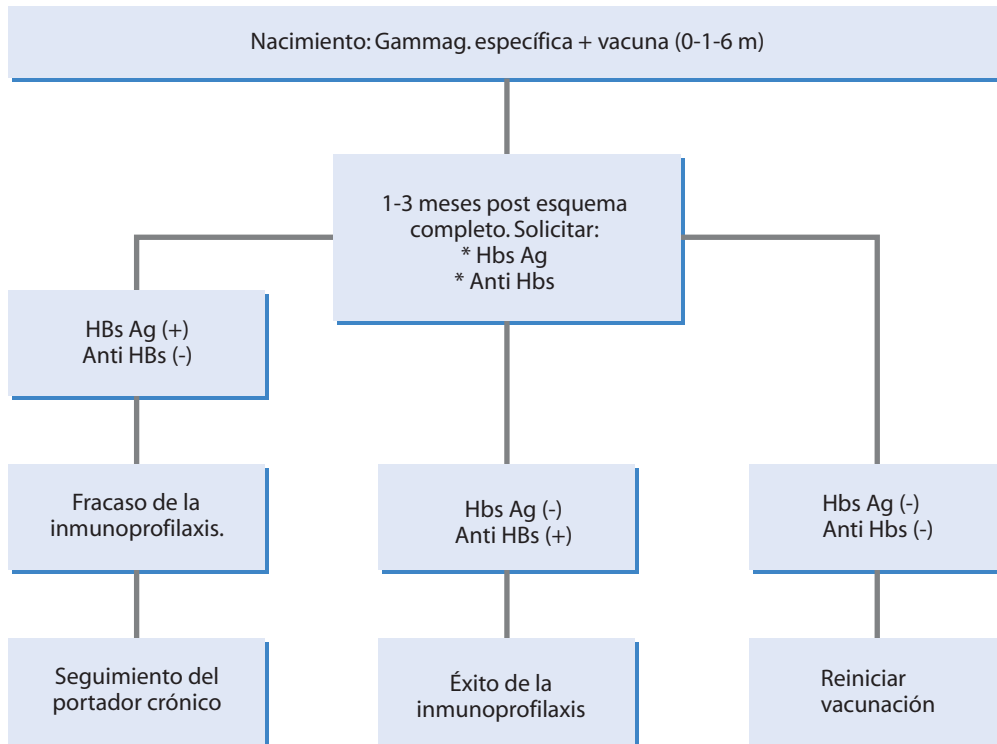 Nacimiento: Gammag. específica + vacuna (0-1-6 m)
1-3 meses post esquema
completo. Solicitar:
* Hbs Ag
* Anti Hbs
HBs Ag (+)
Anti HBs (-)
Fracaso de la
inmunoprofilaxis.
Seguimiento del
portador crónico
Hbs Ag (-)
Anti HBs (+)
Éxito de la
inmunoprofilaxis
Hbs Ag (-)
Anti Hbs (-)
Reiniciar
vacunación